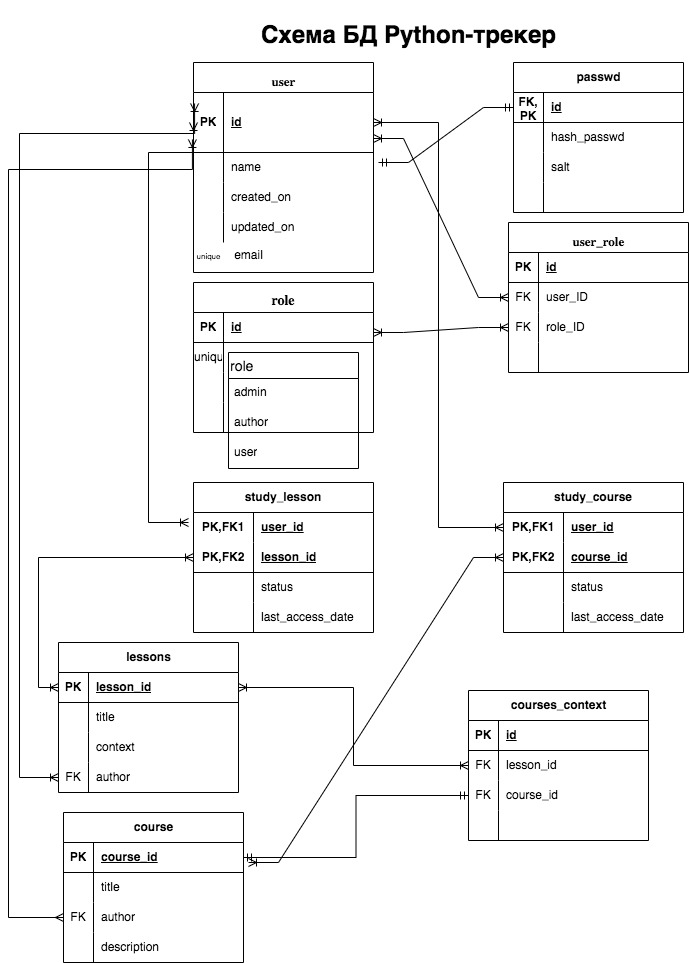 Схема БД Python-трекер
user
PK id
name
created_on
updated_on
unique email
passwd
FK, PK id
hash_passwd
salt
user_role
PK id
FK user_ID
FK role_ID
role
PK id
uniqu
role
admin
author
user
study_lesson
PK,FK1 user_id
PK,FK2 lesson_id
status
last_access_date
study_course
PK,FK1 user_id
PK,FK2 course_id
status
last_access_date
lessons
PK lesson_id
title
context
FK author
courses_context
PK id
FK lesson_id
FK course_id
course
PK course_id
title
FK author
description